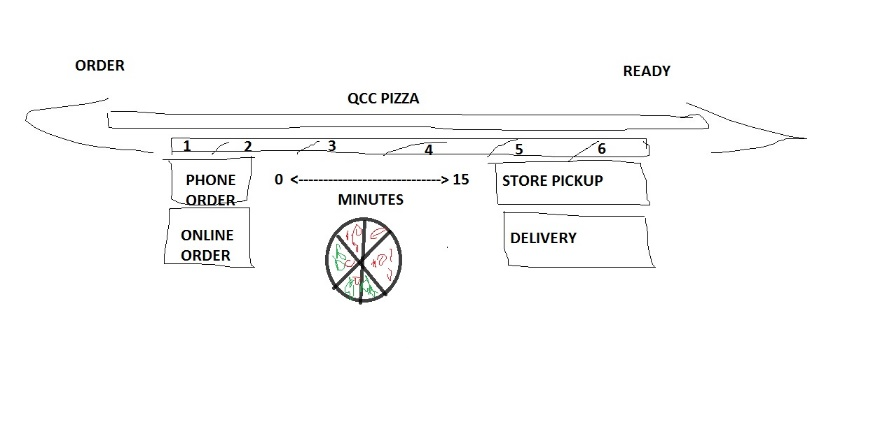 ORDER
READY
QCC PIZZA
1 2 3 4 5 6
PHONE ORDER
0 <-----------------------------> 15
STORE PICKUP
MINUTES
ONLINE ORDER
DELIVERY